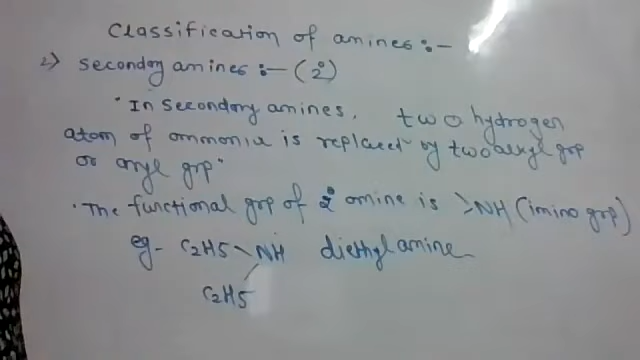 Classification of amines :-
2) Secondary amines :- (2°)
"In Secondary amines, two hydrogen
atom of ammonia is replaced by two alkyl grp
or aryl grp"
. The functional grp of 2° amine is >NH (imino grp)
eg- C2H5 \ NH diethylamine
C2H5 /